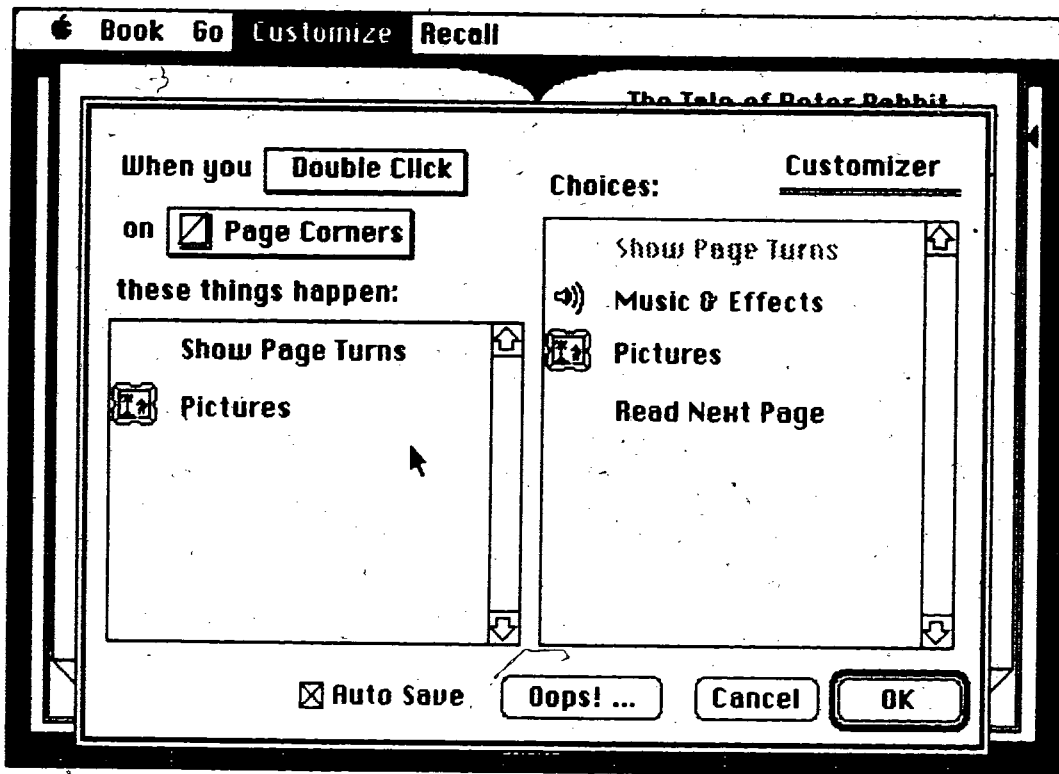 Book Go Customize Recall
The Tale of Peter Rabbit
When you Double Click
on Page Corners
these things happen:
Show Page Turns
Pictures
Customizer
Choices:
Show Page Turns
Music & Effects
Pictures
Read Next Page
Auto Save
Oops! ...
Cancel
OK